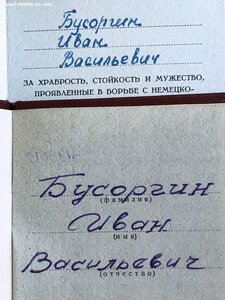 Бусоргин
Иван
Васильевич
ЗА ХРАБРОСТЬ, СТОЙКОСТЬ И МУЖЕСТВО,
ПРОЯВЛЕННЫЕ В БОРЬБЕ С НЕМЕЦКО-
Бусоргин
(фамилия)
Иван
(имя)
Васильевич
(отчество)